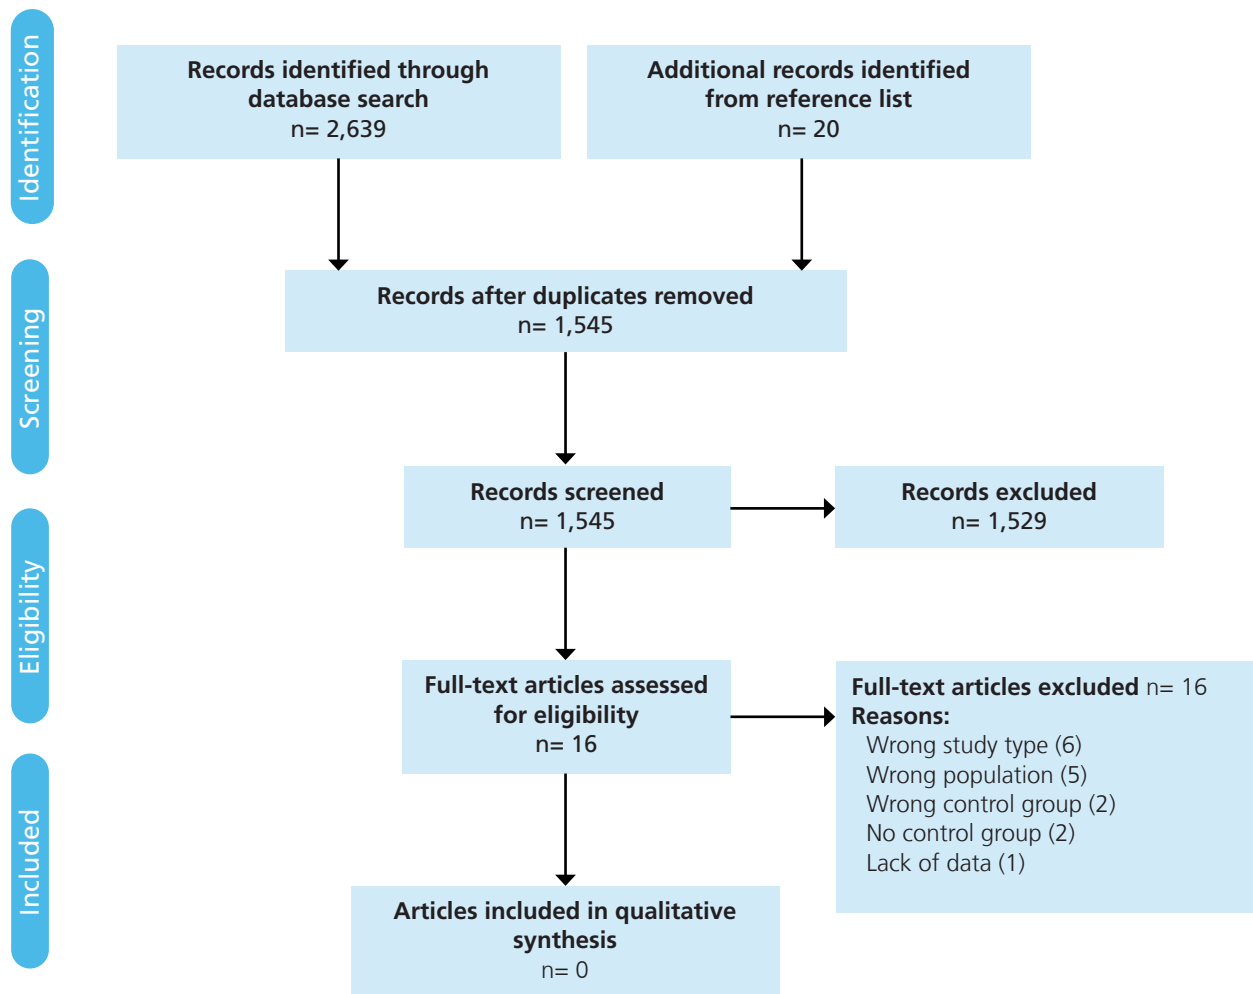 Identification
Records identified through
database search
n= 2,639
Additional records identified
from reference list
n= 20
Screening
Records after duplicates removed
n= 1,545
Records screened
n= 1,545
Records excluded
n= 1,529
Eligibility
Full-text articles assessed
for eligibility
n= 16
Full-text articles excluded n= 16
Reasons:
Wrong study type (6)
Wrong population (5)
Wrong control group (2)
No control group (2)
Lack of data (1)
Included
Articles included in qualitative
synthesis
n= 0